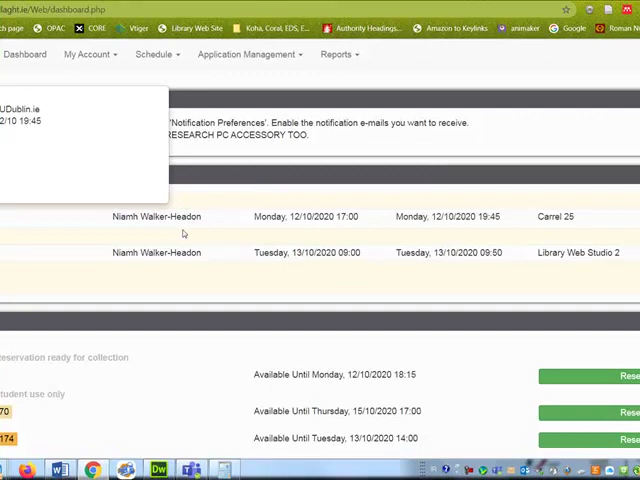 llaght.ie/Web/dashboard.php
ch page
OPAC
CORE
Vtiger
Library Web Site
Koha, Coral, EDS, E...
Authority Headings...
Amazon to Keylinks
animaker
Google
Roman Nu
Dashboard
My Account
Schedule
Application Management
Reports
UDublin.ie
2/10 19:45
'Notification Preferences'. Enable the notification e-mails you want to receive.
RESEARCH PC ACCESSORY TOO.
Niamh Walker-Headon
Monday, 12/10/2020 17:00
Monday, 12/10/2020 19:45
Carrel 25
Niamh Walker-Headon
Tuesday, 13/10/2020 09:00
Tuesday, 13/10/2020 09:50
Library Web Studio 2
eservation ready for collection
Available Until Monday, 12/10/2020 18:15
Rese
tudent use only
70
Available Until Thursday, 15/10/2020 17:00
Rese
174
Available Until Tuesday, 13/10/2020 14:00
Rese